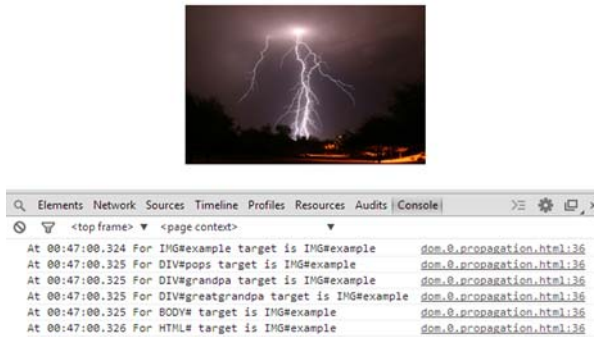 Elements Network Sources Timeline Profiles Resources Audits Console
<top frame> ▼ <page context> ▼
At 00:47:00.324 For IMG#example target is IMG#example dom.0.propagation.html:36
At 00:47:00.325 For DIV#pops target is IMG#example dom.0.propagation.html:36
At 00:47:00.325 For DIV#grandpa target is IMG#example dom.0.propagation.html:36
At 00:47:00.325 For DIV#greatgrandpa target is IMG#example dom.0.propagation.html:36
At 00:47:00.325 For BODY# target is IMG#example dom.0.propagation.html:36
At 00:47:00.326 For HTML# target is IMG#example dom.0.propagation.html:36